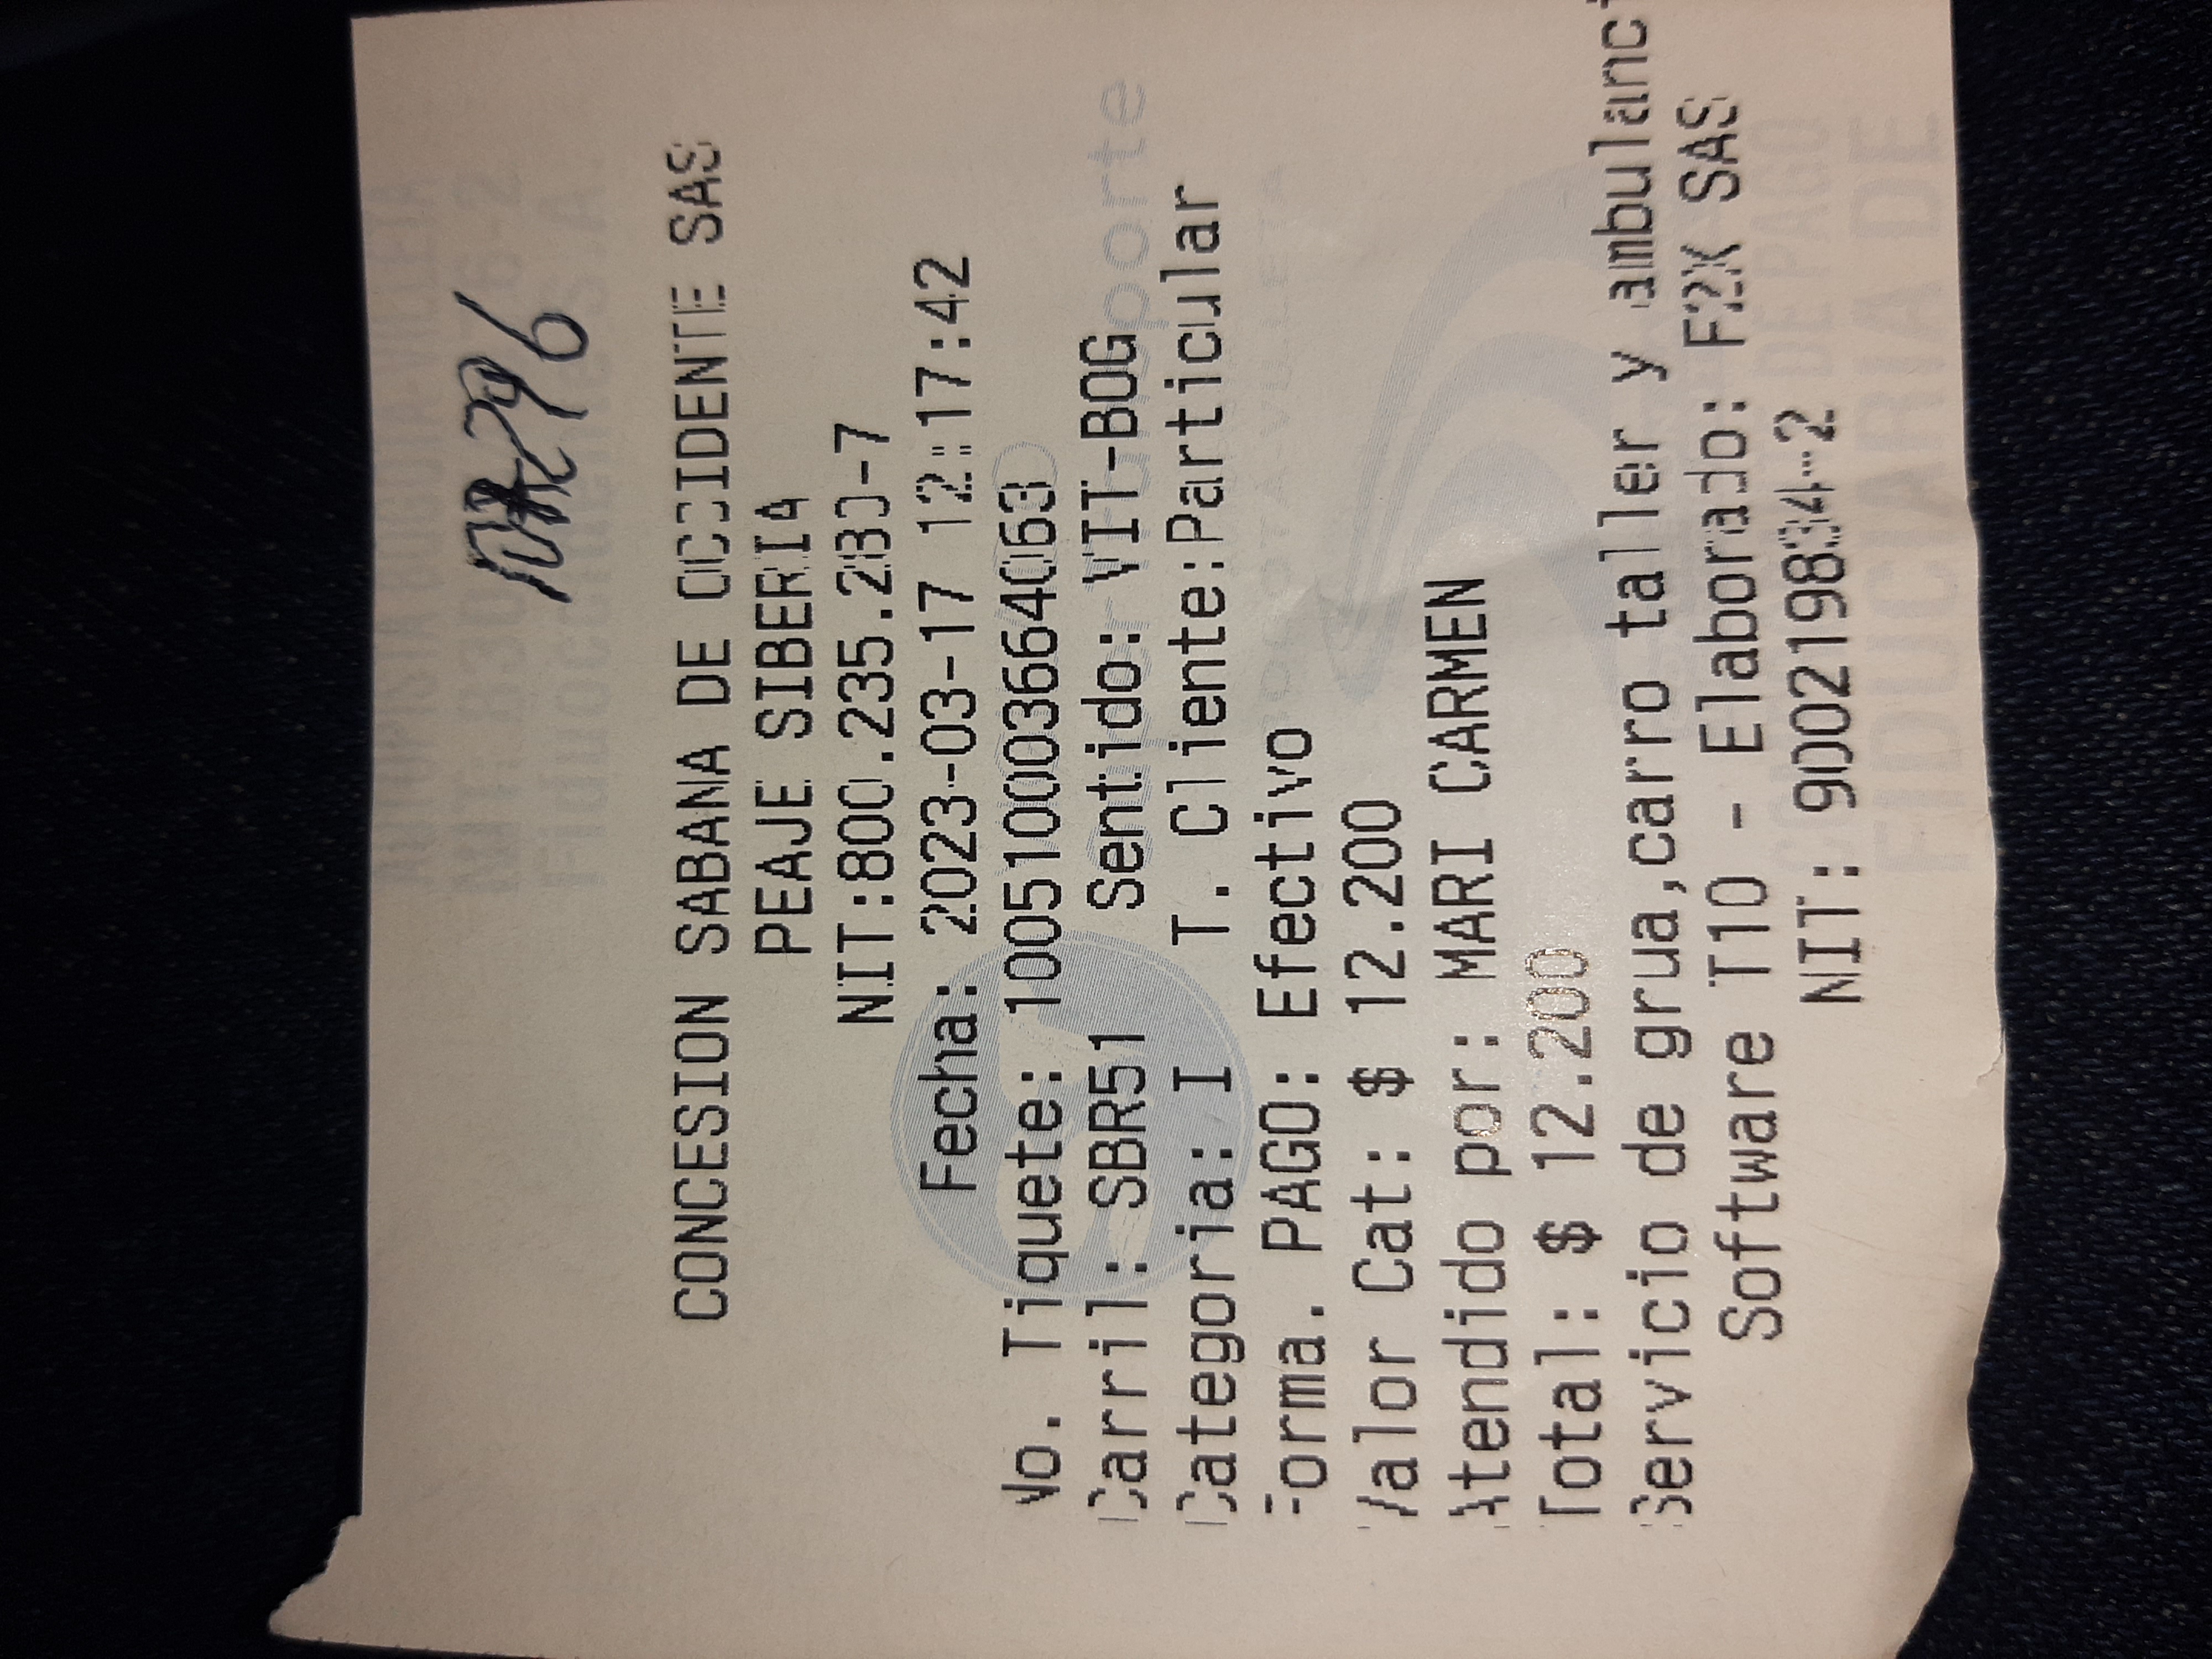 CONCESION SABANA DE OCCIDENTE SAS
PEAJE SIBERIA
NIT:800.235.280-7
Fecha: 2023-03-17 12:17:42
No. Tiquete: 100510003664063
Carril: SBR51 Sentido: VIT-BOG
Categoria: I T. Cliente:Particular
Forma. PAGO: Efectivo
Valor Cat: $ 12.200
Atendido por: MARI CARMEN
Total: $ 12.200
Servicio de grua,carro taller y ambulanci
Software T10 - Elaborado: F2X SAS
NIT: 900219834-2